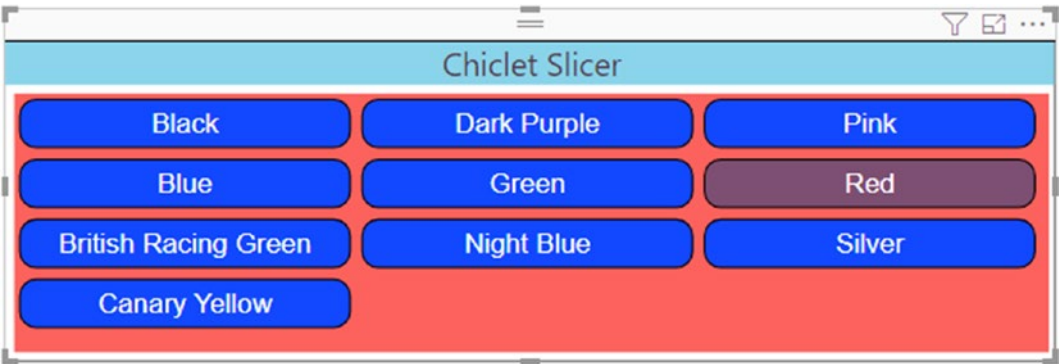 Chiclet Slicer
Black Dark Purple Pink
Blue Green Red
British Racing Green Night Blue Silver
Canary Yellow